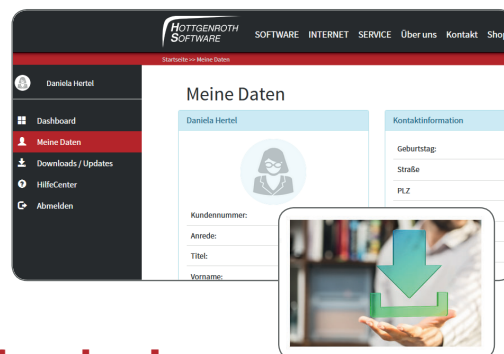 HOTTGENROTH
SOFTWARE
SOFTWARE INTERNET SERVICE Über uns Kontakt Shop
Startseite >> Meine Daten
Daniela Hertel
Dashboard
Meine Daten
Downloads / Updates
HilfeCenter
Abmelden
Meine Daten
Daniela Hertel
Kundennummer:
Anrede:
Titel:
Vorname:
Kontaktinformation
Geburtstag:
Straße
PLZ